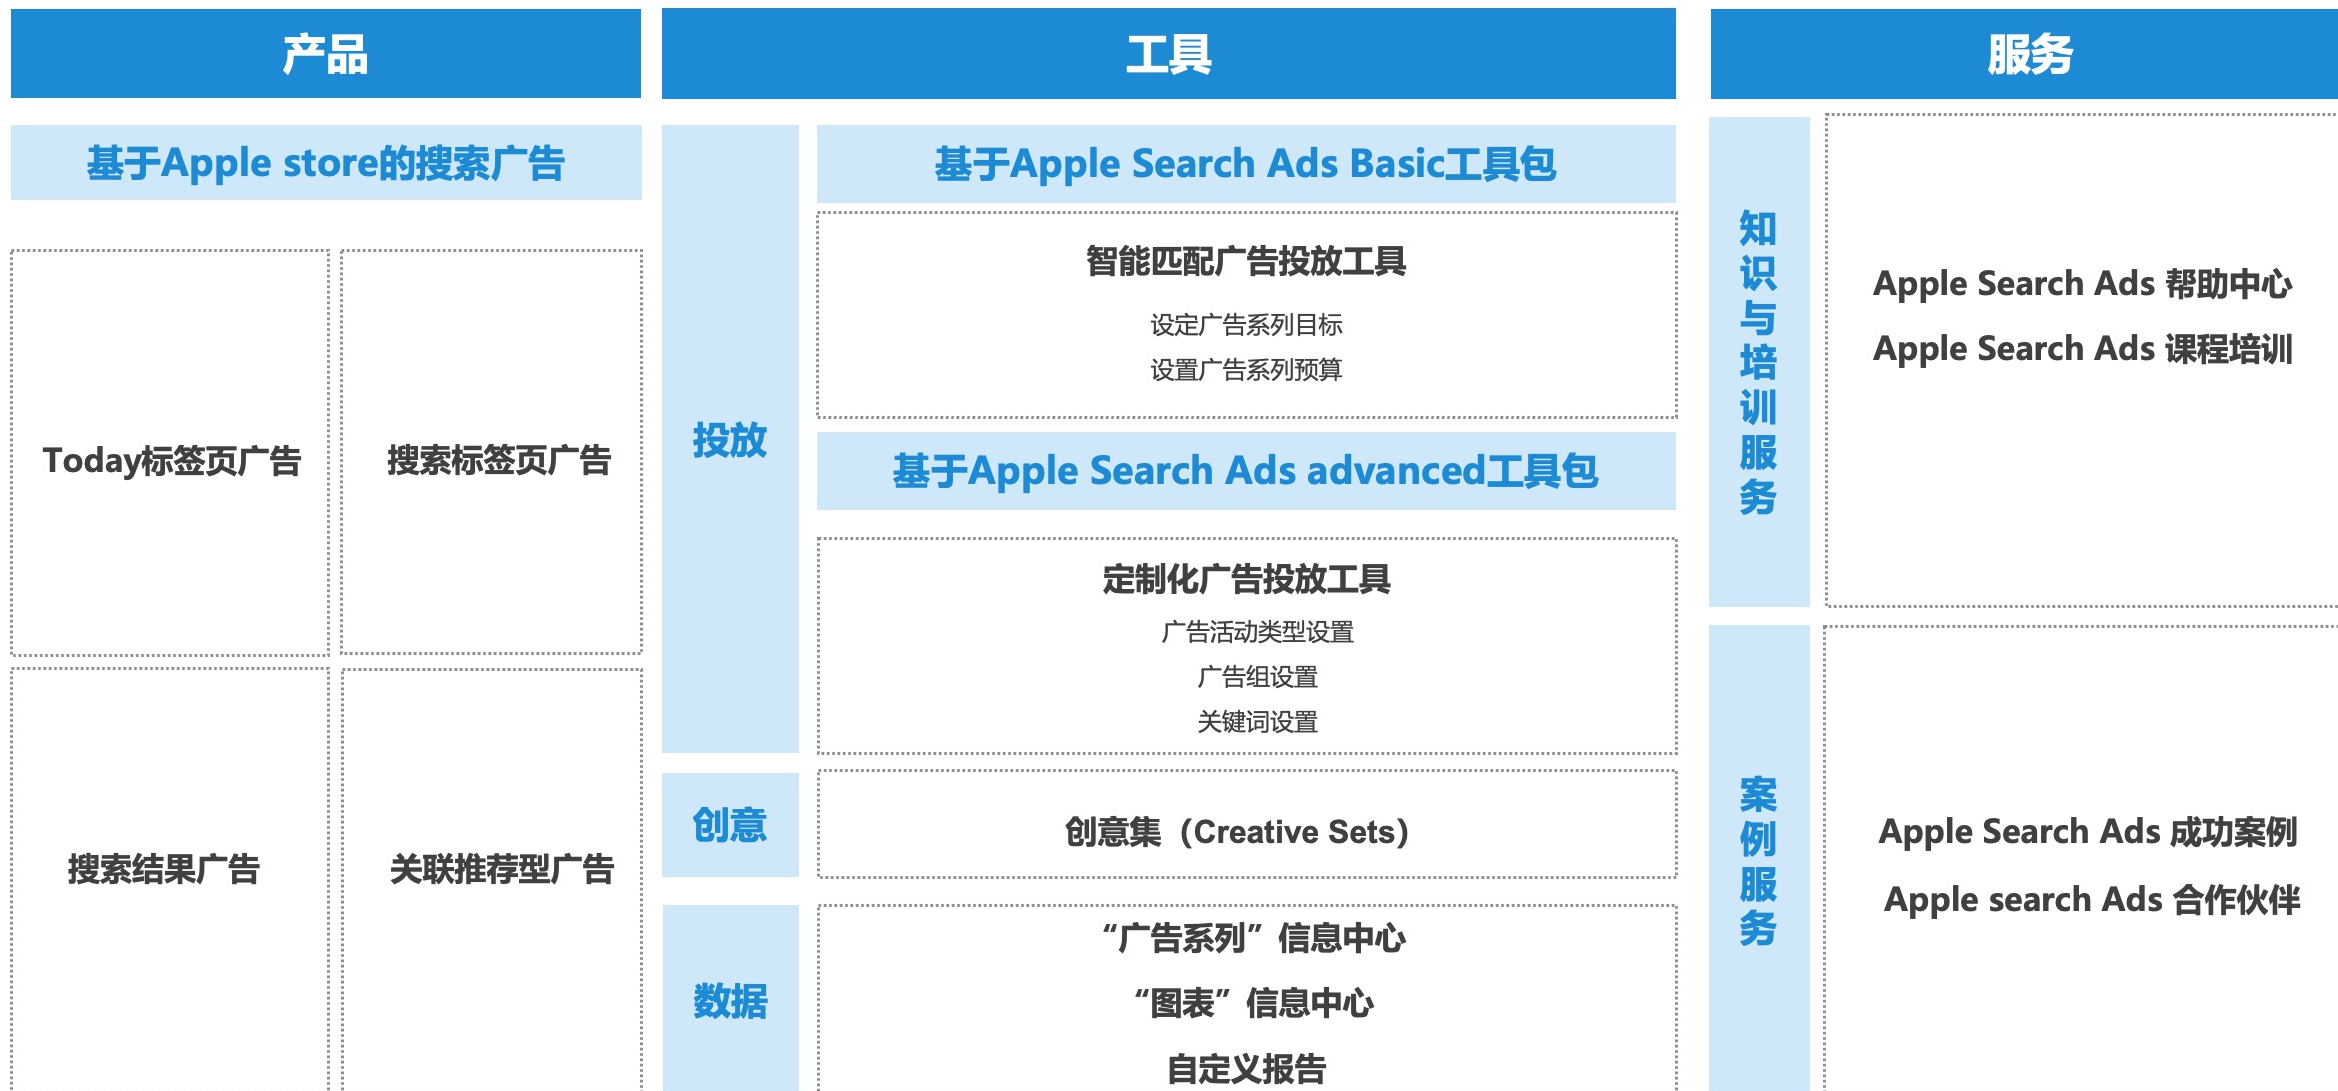 产品
基于Apple store的搜索广告
Today标签页广告
搜索标签页广告
搜索结果广告
关联推荐型广告
工具
投放
基于Apple Search Ads Basic工具包
智能匹配广告投放工具
设定广告系列目标
设置广告系列预算
基于Apple Search Ads advanced工具包
定制化广告投放工具
广告活动类型设置
广告组设置
关键词设置
创意
创意集（Creative Sets）
数据
“广告系列”信息中心
“图表”信息中心
自定义报告
服务
知识与培训服务
Apple Search Ads 帮助中心
Apple Search Ads 课程培训
案例服务
Apple Search Ads 成功案例
Apple search Ads 合作伙伴